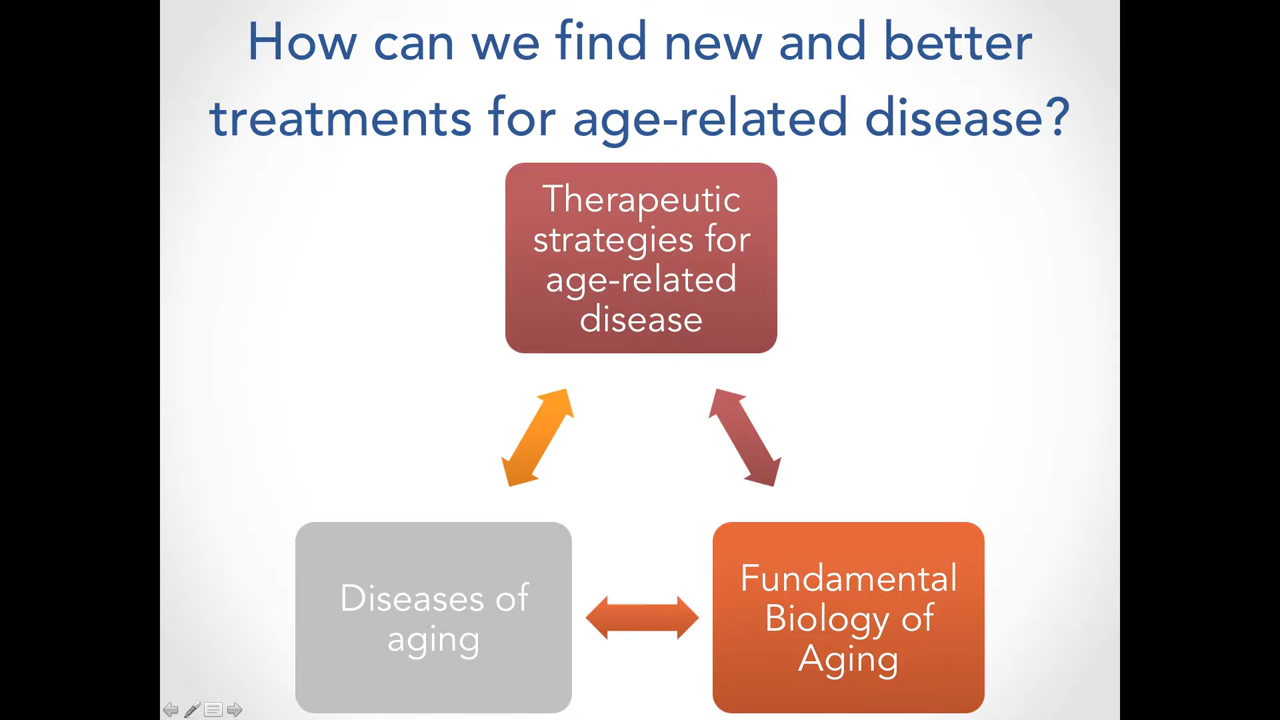 How can we find new and better
treatments for age-related disease?
Therapeutic
strategies for
age-related
disease
Diseases of
aging
Fundamental
Biology of
Aging